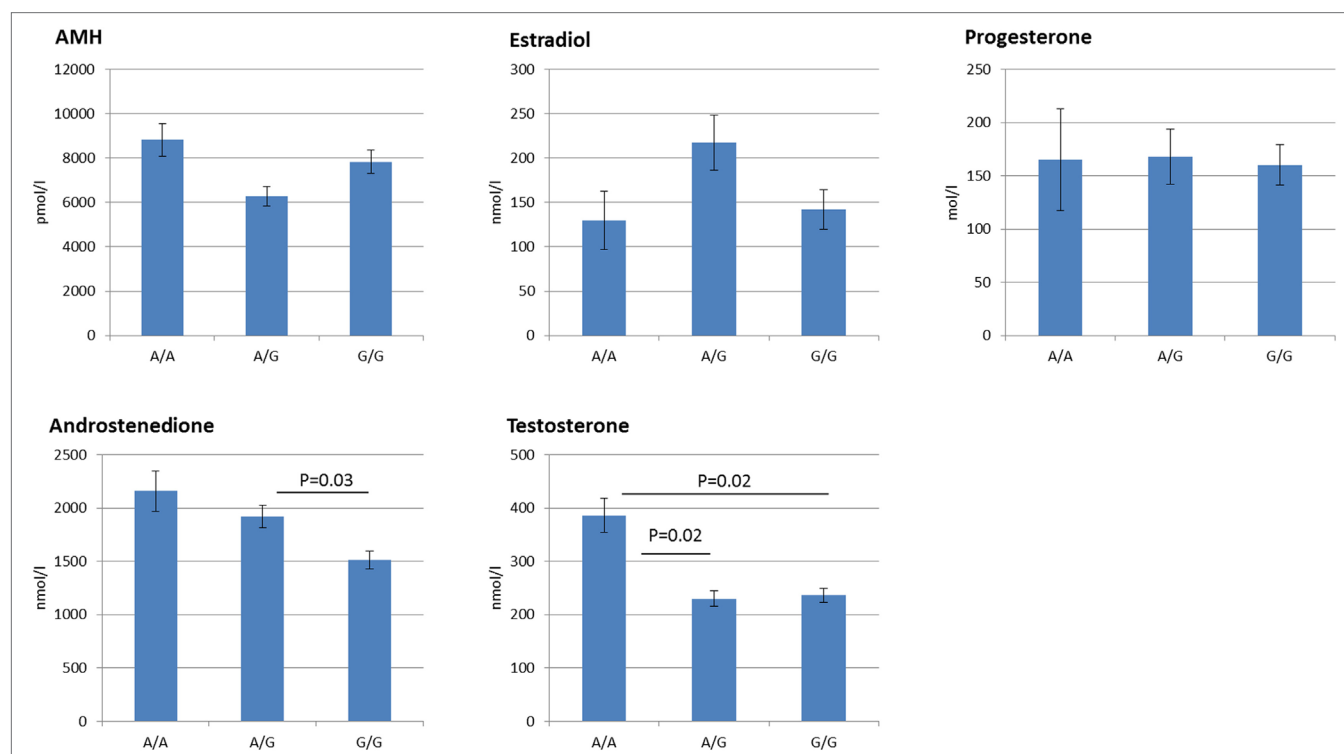 AMH
12000
10000
8000
6000
4000
2000
0
pmol/l
A/A A/G G/G
Estradiol
300
250
200
150
100
50
0
nmol/l
A/A A/G G/G
Progesterone
250
200
150
100
50
0
mol/l
A/A A/G G/G
Androstenedione
2500
2000
1500
1000
500
0
nmol/l
P=0.03
A/A A/G G/G
Testosterone
500
400
300
200
100
0
nmol/l
P=0.02
P=0.02
A/A A/G G/G